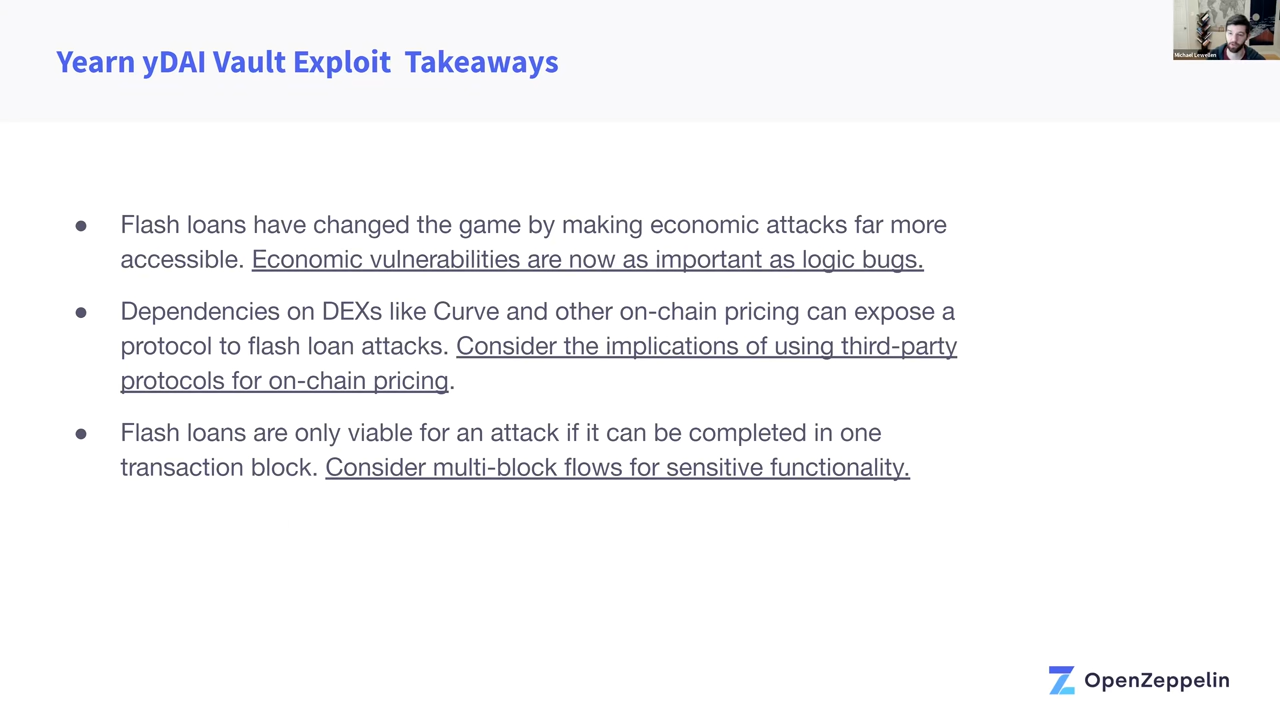 Yearn yDAI Vault Exploit Takeaways
Michael Lewellen
● Flash loans have changed the game by making economic attacks far more
accessible. Economic vulnerabilities are now as important as logic bugs.
● Dependencies on DEXs like Curve and other on-chain pricing can expose a
protocol to flash loan attacks. Consider the implications of using third-party
protocols for on-chain pricing.
● Flash loans are only viable for an attack if it can be completed in one
transaction block. Consider multi-block flows for sensitive functionality.
OpenZeppelin